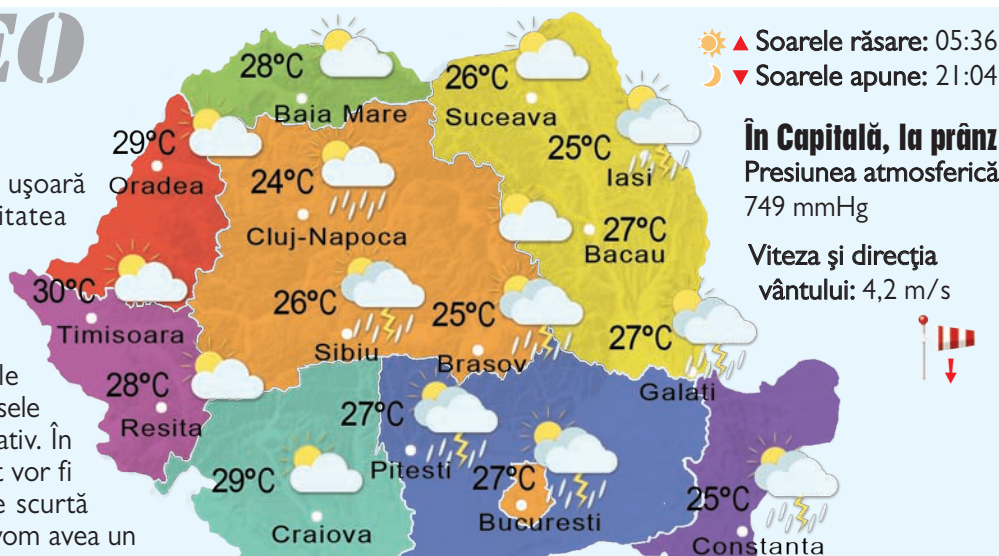 EO
uşoară
itatea
le
sele
ativ. În
t vor fi
e scurtă
vom avea un
28°C
Baia Mare
26°C
Suceava
29°C
Oradea
25°C
Iasi
24°C
Cluj-Napoca
27°C
Bacau
30°C
Timisoara
26°C
Sibiu
25°C
Brasov
27°C
Galati
28°C
Resita
27°C
Pitesti
29°C
Craiova
27°C
Bucuresti
25°C
Constanta
Soarele răsare: 05:36
Soarele apune: 21:04
În Capitală, la prânz
Presiunea atmosferică
749 mmHg
Viteza şi direcţia
vântului: 4,2 m/s